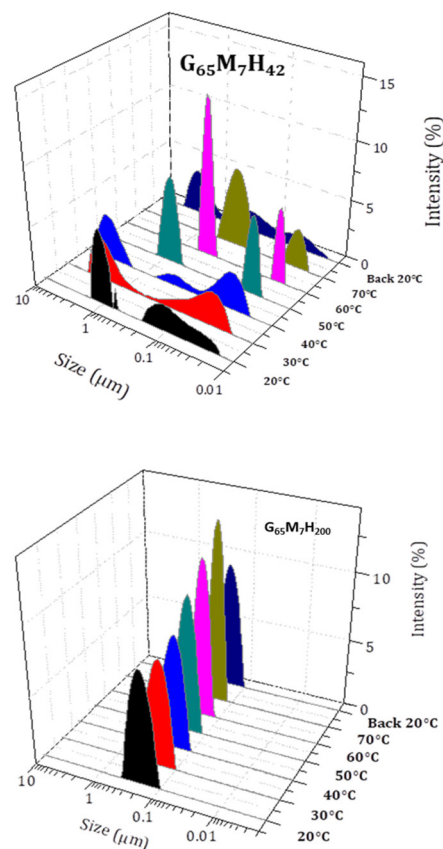 G₆₅M₇H₄₂
15
10
5
0
Intensity (%)
Back 20°C
70°C
60°C
50°C
40°C
30°C
20°C
10
1
0.1
0.01
Size (μm)
G₆₅M₇H₂₀₀
10
5
0
Intensity (%)
Back 20°C
70°C
60°C
50°C
40°C
30°C
20°C
10
1
0.1
0.01
Size (μm)